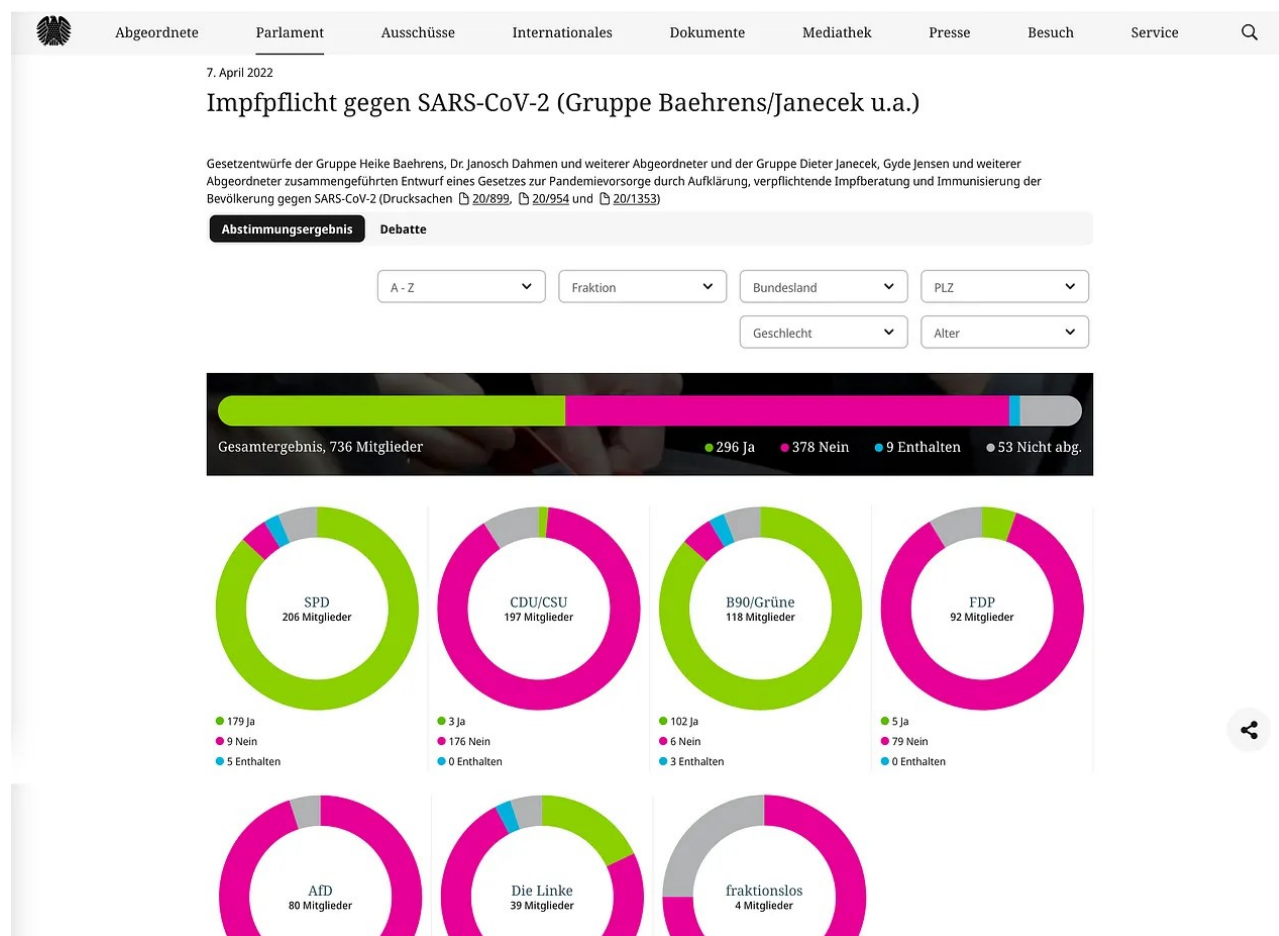 Abgeordnete Parlament Ausschüsse Internationales Dokumente Mediathek Presse Besuch Service
7. April 2022
Impfpflicht gegen SARS-CoV-2 (Gruppe Baehrens/Janecek u.a.)
Gesetzentwürfe der Gruppe Heike Baehrens, Dr. Janosch Dahmen und weiterer Abgeordneter und der Gruppe Dieter Janecek, Gyde Jensen und weiterer
Abgeordneter zusammengeführten Entwurf eines Gesetzes zur Pandemievorsorge durch Aufklärung, verpflichtende Impfberatung und Immunisierung der
Bevölkerung gegen SARS-CoV-2 (Drucksachen 20/899, 20/954 und 20/1353)
Abstimmungsergebnis Debatte
A - Z Fraktion Bundesland PLZ
Geschlecht Alter
Gesamtergebnis, 736 Mitglieder 296 Ja 378 Nein 9 Enthalten 53 Nicht abg.
SPD
206 Mitglieder
179 Ja
9 Nein
5 Enthalten
CDU/CSU
197 Mitglieder
3 Ja
176 Nein
0 Enthalten
B90/Grüne
118 Mitglieder
102 Ja
6 Nein
3 Enthalten
FDP
92 Mitglieder
5 Ja
79 Nein
0 Enthalten
AfD
80 Mitglieder
Die Linke
39 Mitglieder
fraktionslos
4 Mitglieder